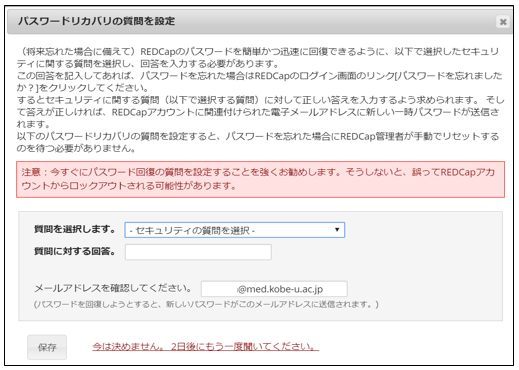 パスワードリカバリの質問を設定
（将来忘れた場合に備えて）REDCapのパスワードを簡単かつ迅速に回復できるように、以下で選択したセキュリ
ティに関する質問を選択し、回答を入力する必要があります。
この回答を記入してあれば、パスワードを忘れた場合はREDCapのログイン画面のリンク[パスワードを忘れました
か？]をクリックしてください。
するとセキュリティに関する質問（以下で選択する質問）に対して正しい答えを入力するよう求められます。 そし
て答えが正しければ、REDCapアカウントに関連付けられた電子メールアドレスに新しい一時パスワードが送信さ
れます。
以下のパスワードリカバリの質問を設定すると、パスワードを忘れた場合にREDCap管理者が手動でリセットする
のを待つ必要がありません。
注意：今すぐにパスワード回復の質問を設定することを強くお勧めします。そうしないと、誤ってREDCapアカ
ウントからロックアウトされる可能性があります。
質問を選択します。 - セキュリティの質問を選択 -
質問に対する回答。
メールアドレスを確認してください。 @med.kobe-u.ac.jp
(パスワードを回復しようとすると、新しいパスワードがこのメールアドレスに送信されます。)
保存 今は決めません。 2日後にもう一度聞いてください。